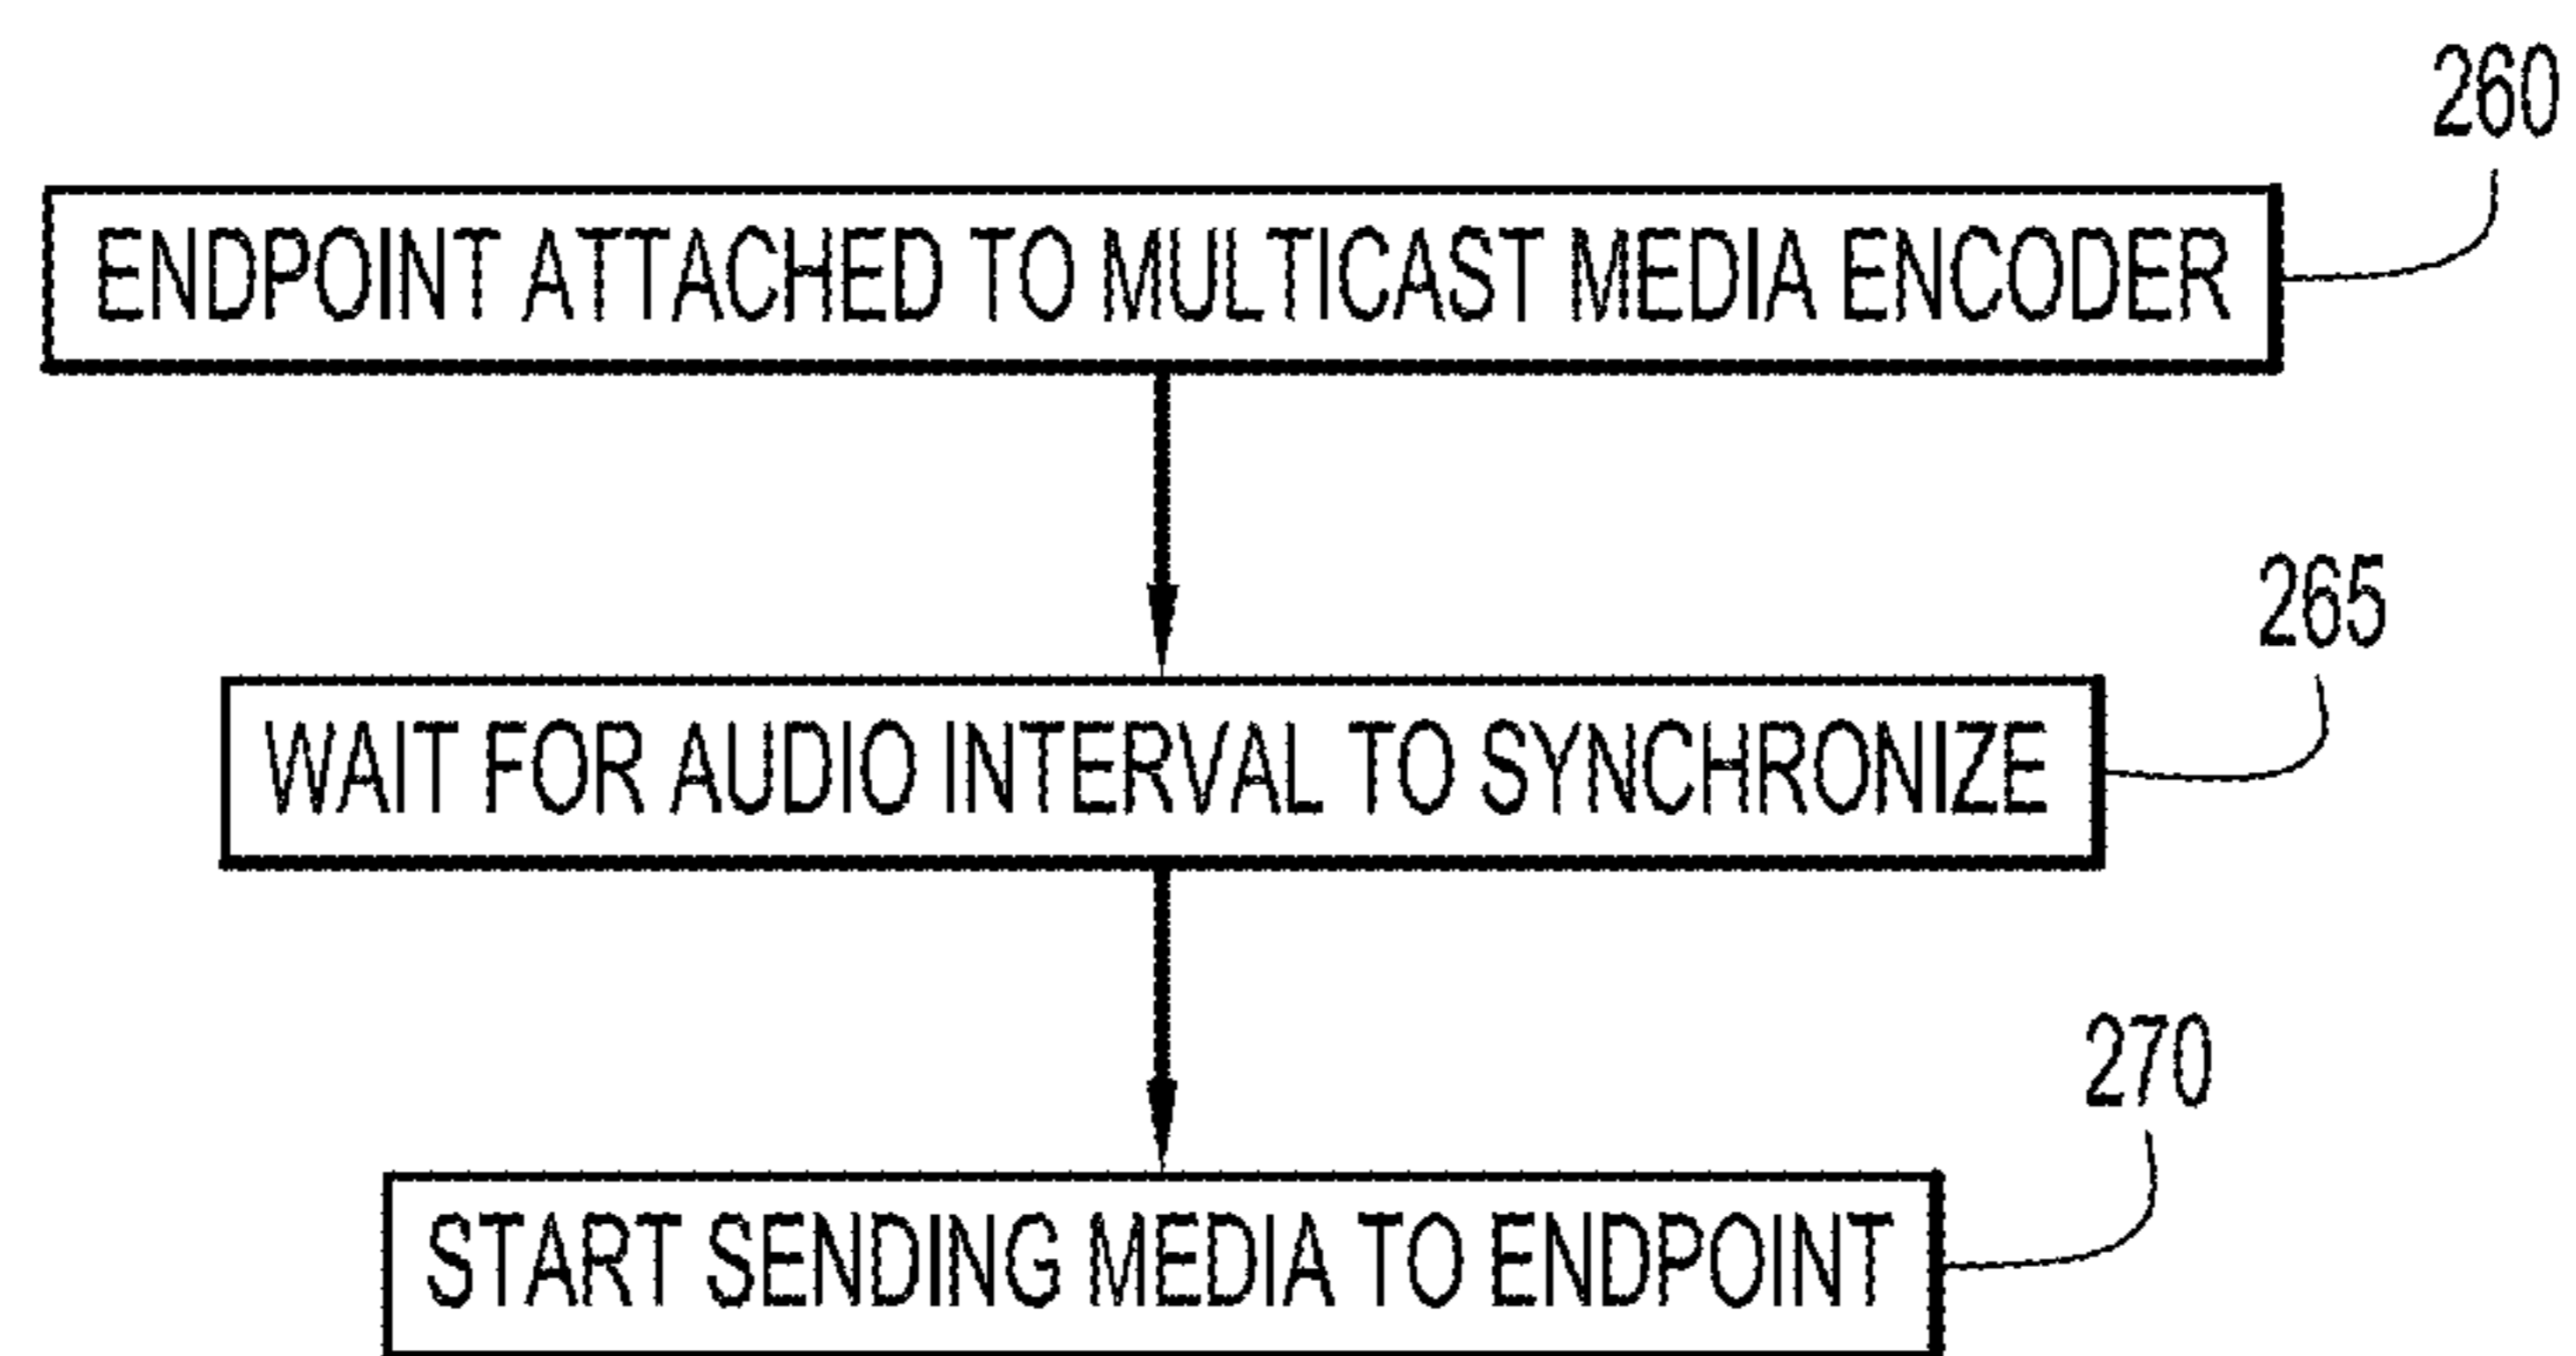 260
ENDPOINT ATTACHED TO MULTICAST MEDIA ENCODER
265
WAIT FOR AUDIO INTERVAL TO SYNCHRONIZE
270
START SENDING MEDIA TO ENDPOINT